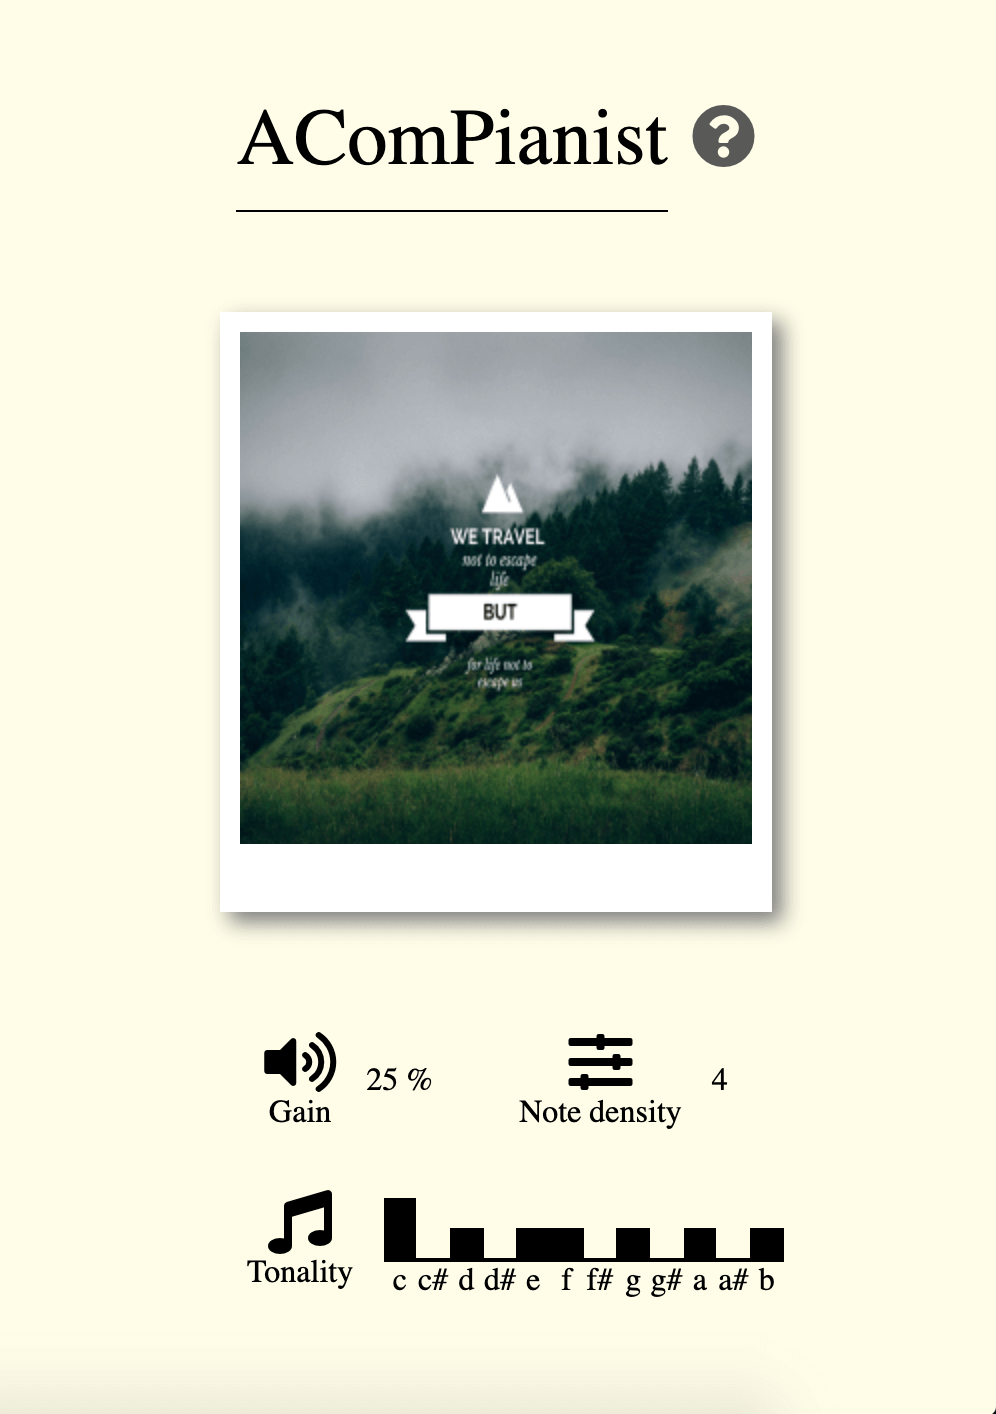 AComPianist ?
WE TRAVEL
not to escape
life
BUT
for life not to
escape us
25 %
4
Gain
Note density
Tonality
c c# d d# e f f# g g# a a# b